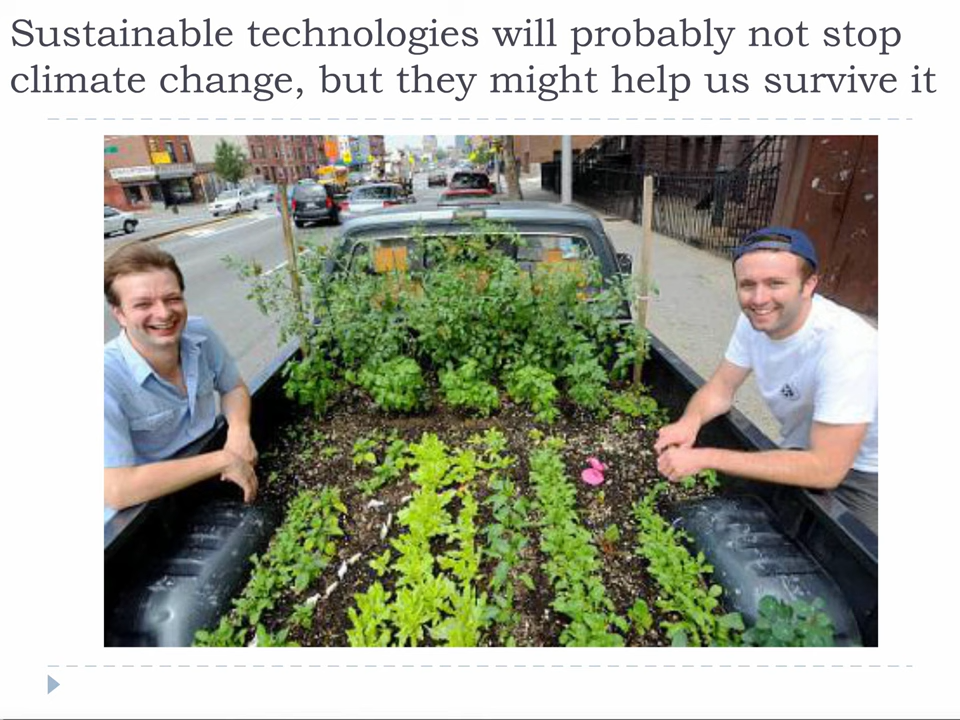 Sustainable technologies will probably not stop
climate change, but they might help us survive it